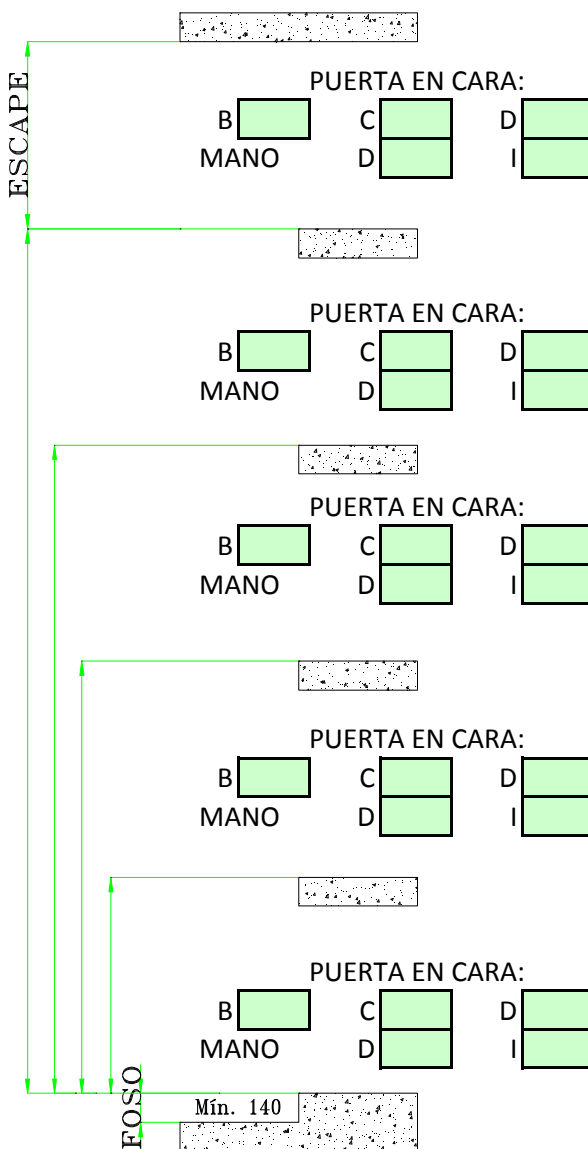 ESCAPE
PUERTA EN CARA:
B C D
MANO D I
PUERTA EN CARA:
B C D
MANO D I
PUERTA EN CARA:
B C D
MANO D I
PUERTA EN CARA:
B C D
MANO D I
PUERTA EN CARA:
B C D
MANO D I
FOSO
Mín. 140